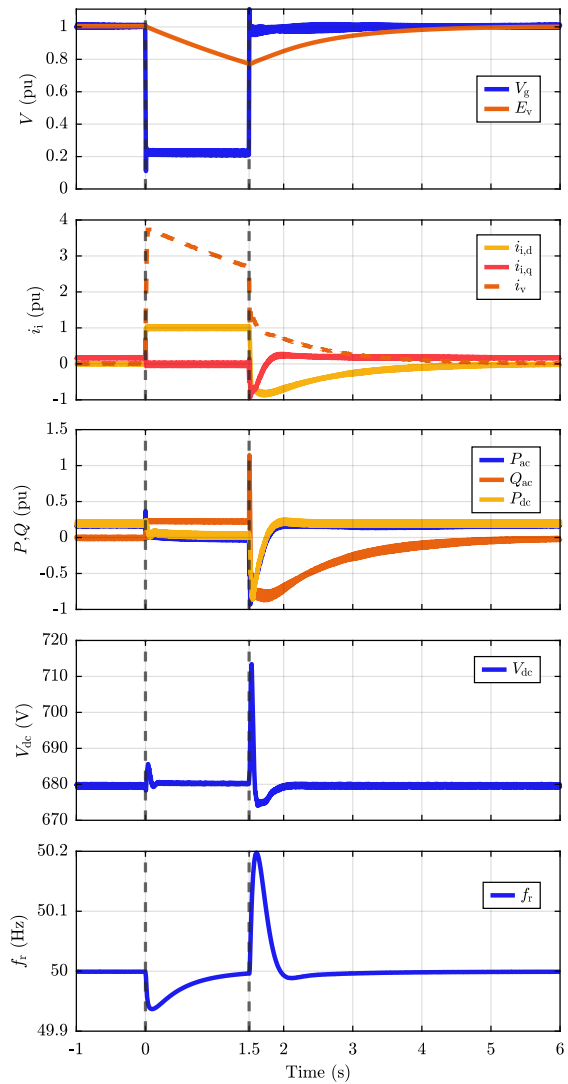 1
0.8
0.6
0.4
0.2
0
V (pu)
V_g
E_v
4
3
2
1
0
-1
i_i (pu)
i_i,d
i_i,q
i_v
1.5
1
0.5
0
-0.5
-1
P,Q (pu)
P_ac
Q_ac
P_dc
720
710
700
690
680
670
V_dc (V)
V_dc
50.2
50.1
50
49.9
f_r (Hz)
f_r
-1 0 1.5 2 3 4 5 6
Time (s)